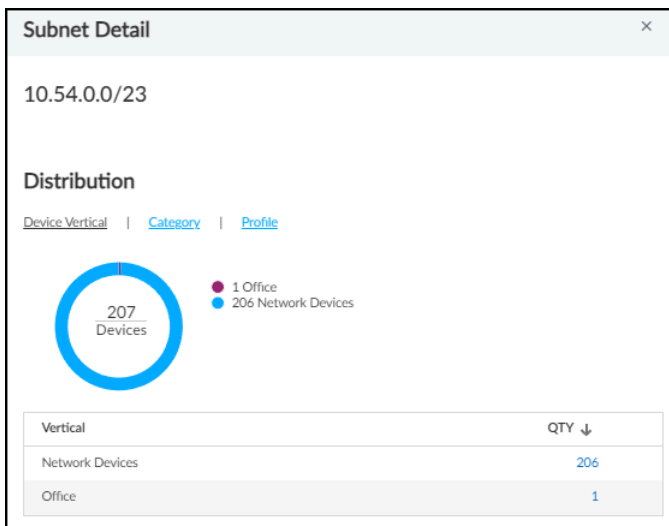 Subnet Detail ×
10.54.0.0/23
Distribution
Device Vertical | Category | Profile
207
Devices
1 Office
206 Network Devices
Vertical QTY ↓
Network Devices 206
Office 1